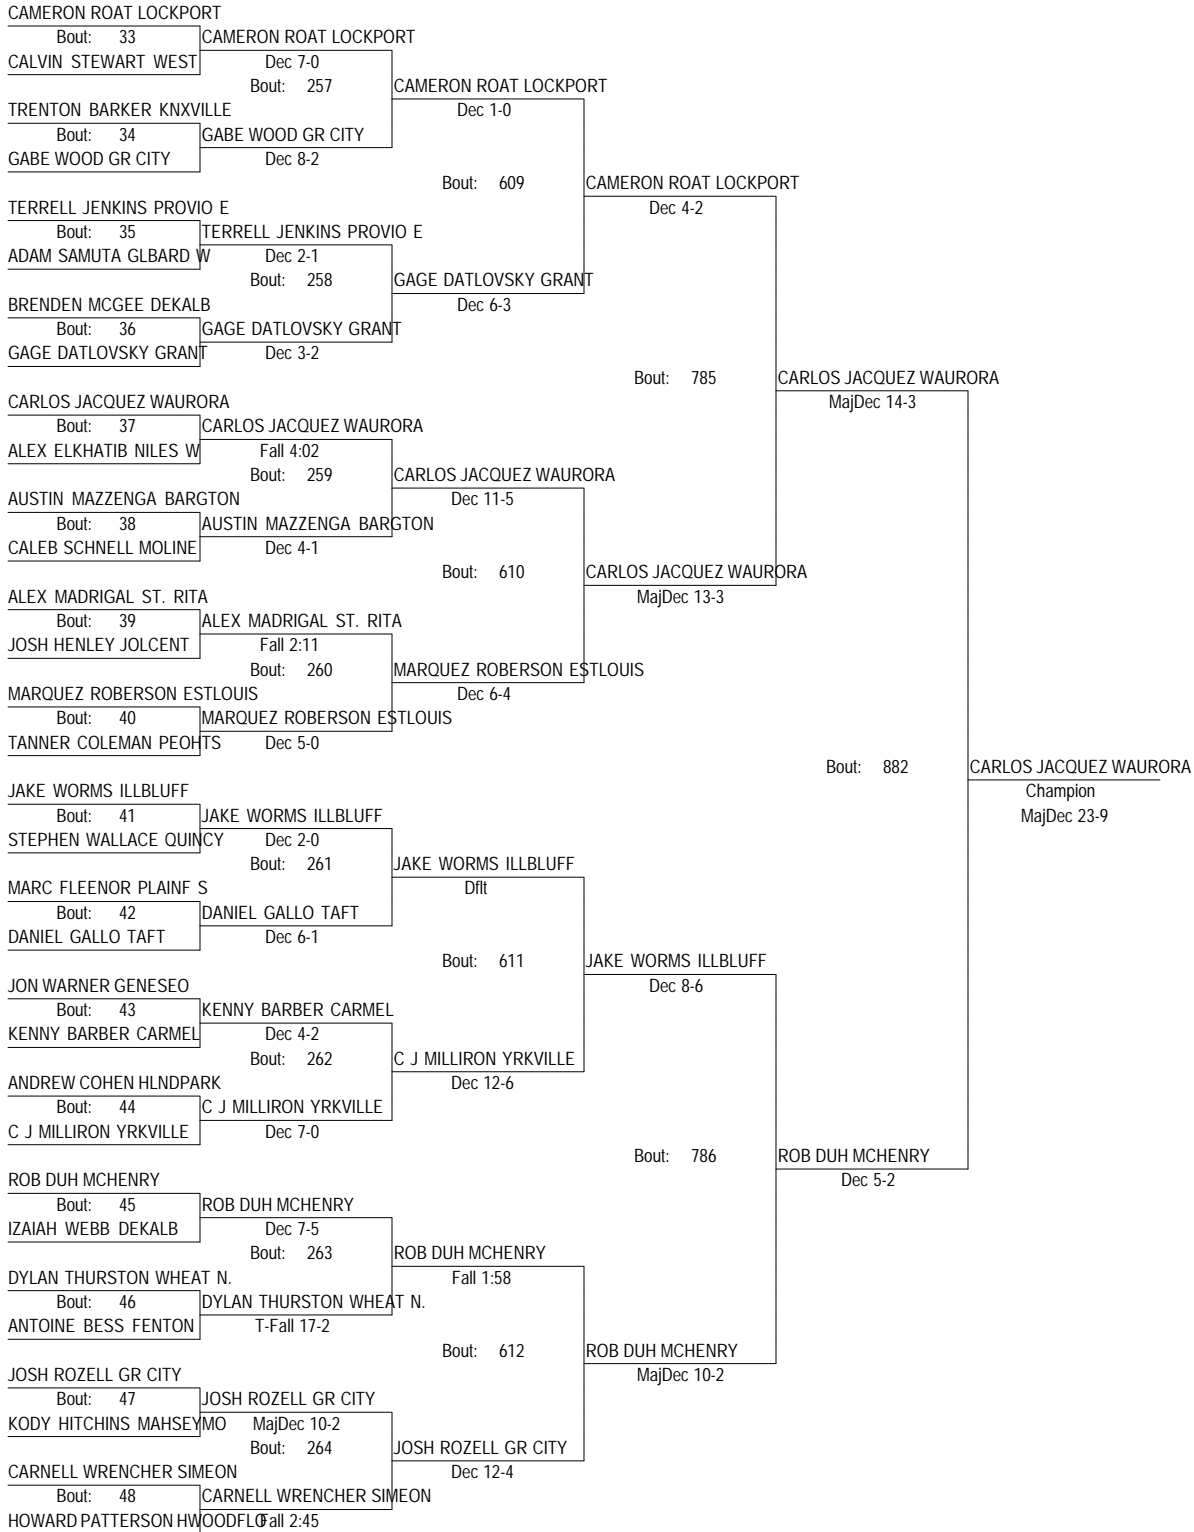 CAMERON ROAT LOCKPORT
Bout: 33 CAMERON ROAT LOCKPORT
CALVIN STEWART WEST Dec 7-0
Bout: 257 CAMERON ROAT LOCKPORT
TRENTON BARKER KNXVILLE Dec 1-0
Bout: 34 GABE WOOD GR CITY
GABE WOOD GR CITY Dec 8-2
Bout: 609 CAMERON ROAT LOCKPORT
TERRELL JENKINS PROVIO E Dec 4-2
Bout: 35 TERRELL JENKINS PROVIO E
ADAM SAMUTA GLBARD W Dec 2-1
Bout: 258 GAGE DATLOVSKY GRANT
BRENDEN MCGEE DEKALB Dec 6-3
Bout: 36 GAGE DATLOVSKY GRANT
GAGE DATLOVSKY GRANT Dec 3-2
Bout: 785 CARLOS JACQUEZ WAURORA
CARLOS JACQUEZ WAURORA MajDec 14-3
Bout: 37 CARLOS JACQUEZ WAURORA
ALEX ELKHATIB NILES W Fall 4:02
Bout: 259 CARLOS JACQUEZ WAURORA
AUSTIN MAZZENGA BARGTON Dec 11-5
Bout: 38 AUSTIN MAZZENGA BARGTON
CALEB SCHNELL MOLINE Dec 4-1
Bout: 610 CARLOS JACQUEZ WAURORA
ALEX MADRIGAL ST. RITA MajDec 13-3
Bout: 39 ALEX MADRIGAL ST. RITA
JOSH HENLEY JOLCENT Fall 2:11
Bout: 260 MARQUEZ ROBERSON ESTLOUIS
MARQUEZ ROBERSON ESTLOUIS Dec 6-4
Bout: 40 MARQUEZ ROBERSON ESTLOUIS
TANNER COLEMAN PEOHTS Dec 5-0
Bout: 882 CARLOS JACQUEZ WAURORA
JAKE WORMS ILLBLUFF Champion
Bout: 41 JAKE WORMS ILLBLUFF MajDec 23-9
STEPHEN WALLACE QUINCY Dec 2-0
Bout: 261 JAKE WORMS ILLBLUFF
MARC FLEENOR PLAINF S Dflt
Bout: 42 DANIEL GALLO TAFT
DANIEL GALLO TAFT Dec 6-1
Bout: 611 JAKE WORMS ILLBLUFF
JON WARNER GENESEO Dec 8-6
Bout: 43 KENNY BARBER CARMEL
KENNY BARBER CARMEL Dec 4-2
Bout: 262 C J MILLIRON YRKVILLE
ANDREW COHEN HLNDPARK Dec 12-6
Bout: 44 C J MILLIRON YRKVILLE
C J MILLIRON YRKVILLE Dec 7-0
Bout: 786 ROB DUH MCHENRY
ROB DUH MCHENRY Dec 5-2
Bout: 45 ROB DUH MCHENRY
IZAIAH WEBB DEKALB Dec 7-5
Bout: 263 ROB DUH MCHENRY
DYLAN THURSTON WHEAT N. Fall 1:58
Bout: 46 DYLAN THURSTON WHEAT N.
ANTOINE BESS FENTON T-Fall 17-2
Bout: 612 ROB DUH MCHENRY
JOSH ROZELL GR CITY MajDec 10-2
Bout: 47 JOSH ROZELL GR CITY
KODY HITCHINS MAHSEYMO MajDec 10-2
Bout: 264 JOSH ROZELL GR CITY
CARNELL WRENCHER SIMEON Dec 12-4
Bout: 48 CARNELL WRENCHER SIMEON
HOWARD PATTERSON HWOODFLO Fall 2:45